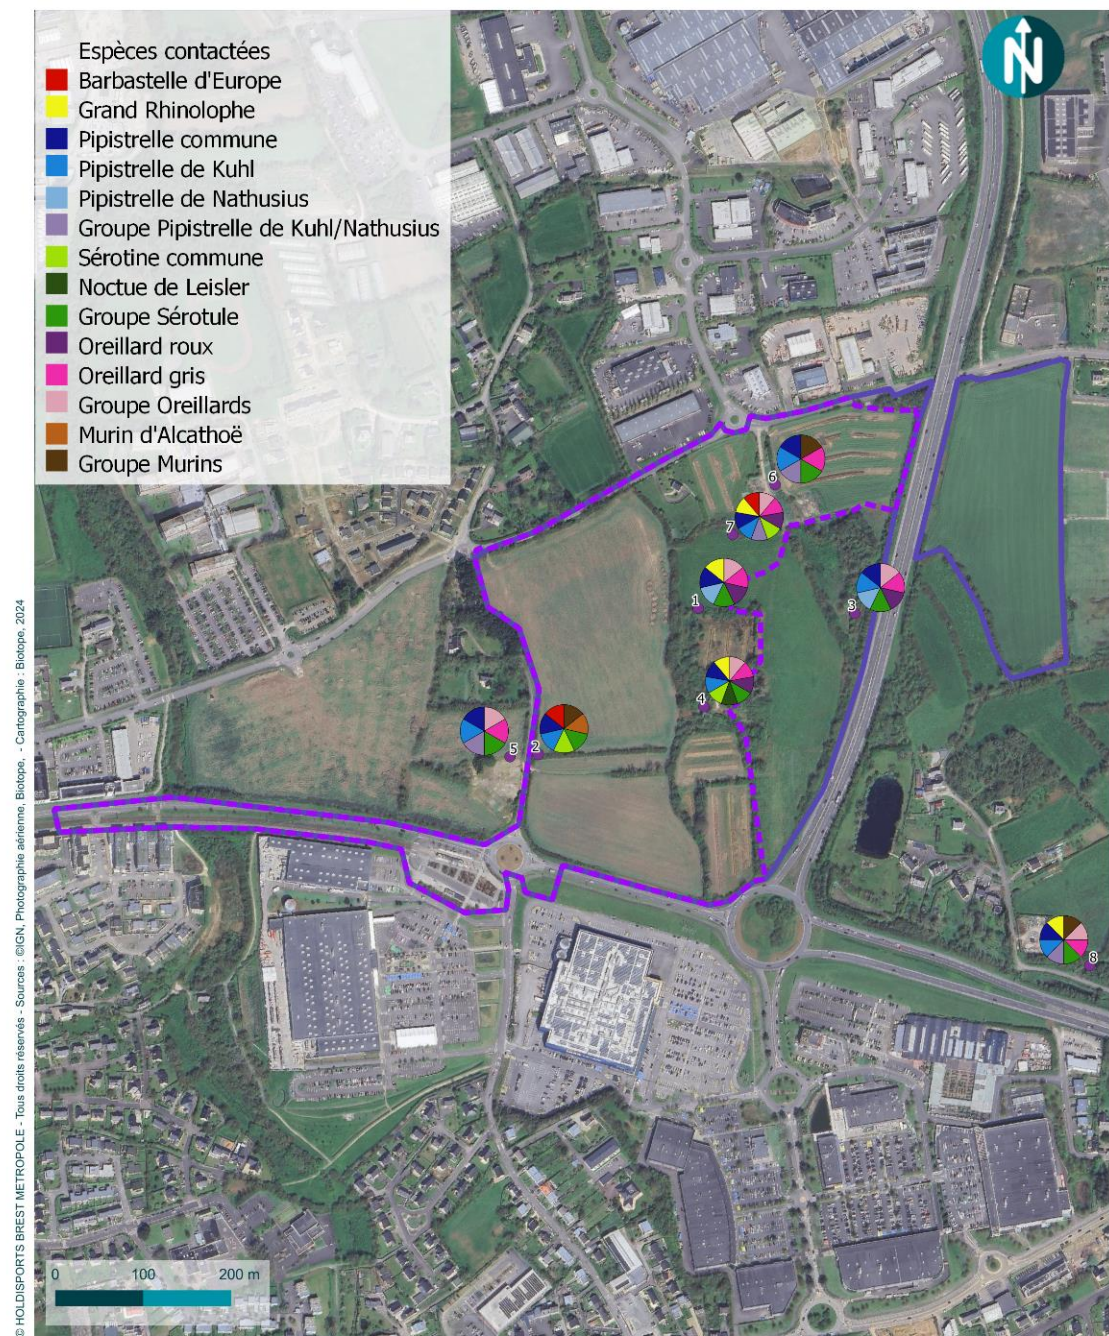 Espèces contactées
Barbastelle d'Europe
Grand Rhinolophe
Pipistrelle commune
Pipistrelle de Kuhl
Pipistrelle de Nathusius
Groupe Pipistrelle de Kuhl/Nathusius
Sérotine commune
Noctue de Leisler
Groupe Sérotule
Oreillard roux
Oreillard gris
Groupe Oreillards
Murin d'Alcathoë
Groupe Murins
N
6
7
1
3
4
5
2
8
0 100 200 m
© HOLDISPORTS BREST METROPOLE - Tous droits réservés - Sources : ©IGN, Photographie aérienne, Biotope, - Cartographie : Biotope, 2024